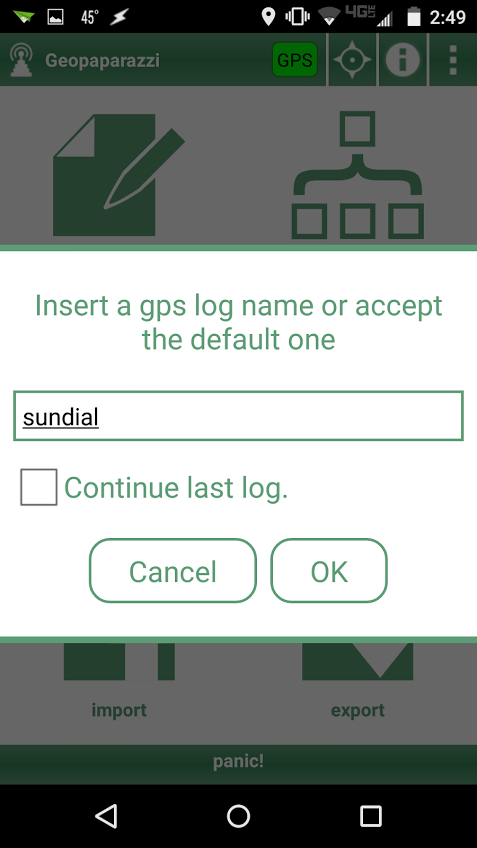 45°
4G LTE
2:49
Geopaparazzi
GPS
Insert a gps log name or accept
the default one
sundial
Continue last log.
Cancel
OK
import
export
panic!